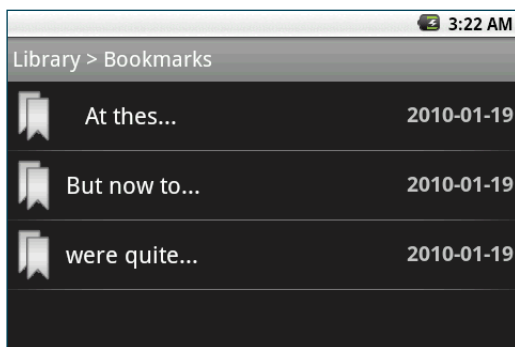 3:22 AM
Library > Bookmarks
At thes... 2010-01-19
But now to... 2010-01-19
were quite... 2010-01-19